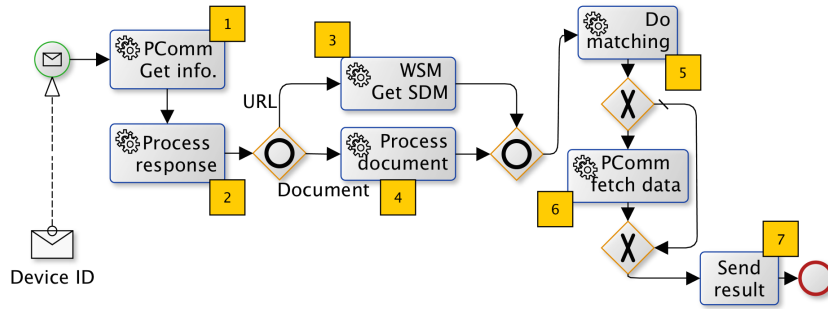 1
PComm
Get info.
Process
response
2
URL
Document
3
WSM
Get SDM
Process
document
4
Do
matching
5
X
PComm
fetch data
6
X
Send
result
7
Device ID